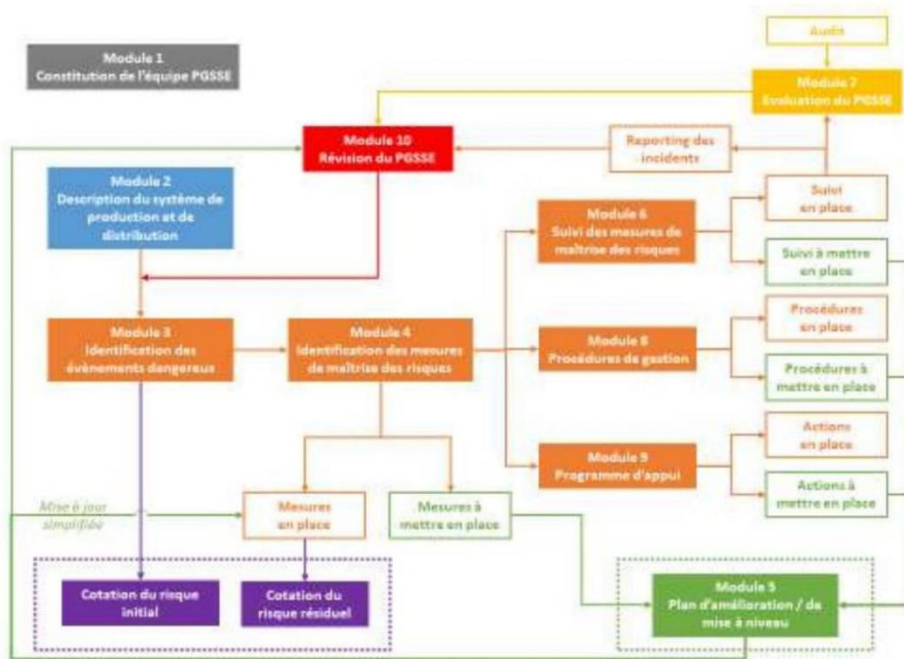 Module 1
Constitution de l'équipe PGSSE
Audit
Module 7
Evaluation du PGSSE
Module 10
Révision du PGSSE
Reporting des
incidents
Module 2
Description du système de
production et de
distribution
Module 6
Suivi des mesures de
maîtrise des risques
Suivi
en place
Suivi à mettre
en place
Module 3
Identification des
évènements dangereux
Module 4
Identification des mesures
de maîtrise des risques
Module 8
Procédures de gestion
Procédures
en place
Procédures à
mettre en place
Module 9
Programme d'appui
Actions
en place
Actions à
mettre en place
Mise à jour
simplifiée
Mesures
en place
Mesures à
mettre en place
Cotation du risque
initial
Cotation du
risque résiduel
Module 5
Plan d'amélioration / de
mise à niveau